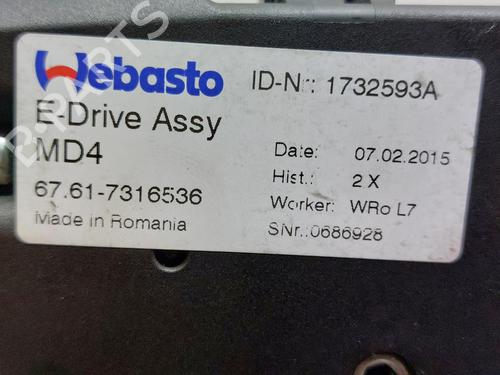 Webasto
ID-Nr: 1732593A
E-Drive Assy
MD4
Date: 07.02.2015
67.61-7316536
Hist.: 2 X
Made in Romania
Worker: WRo L7
SNr.:0686928